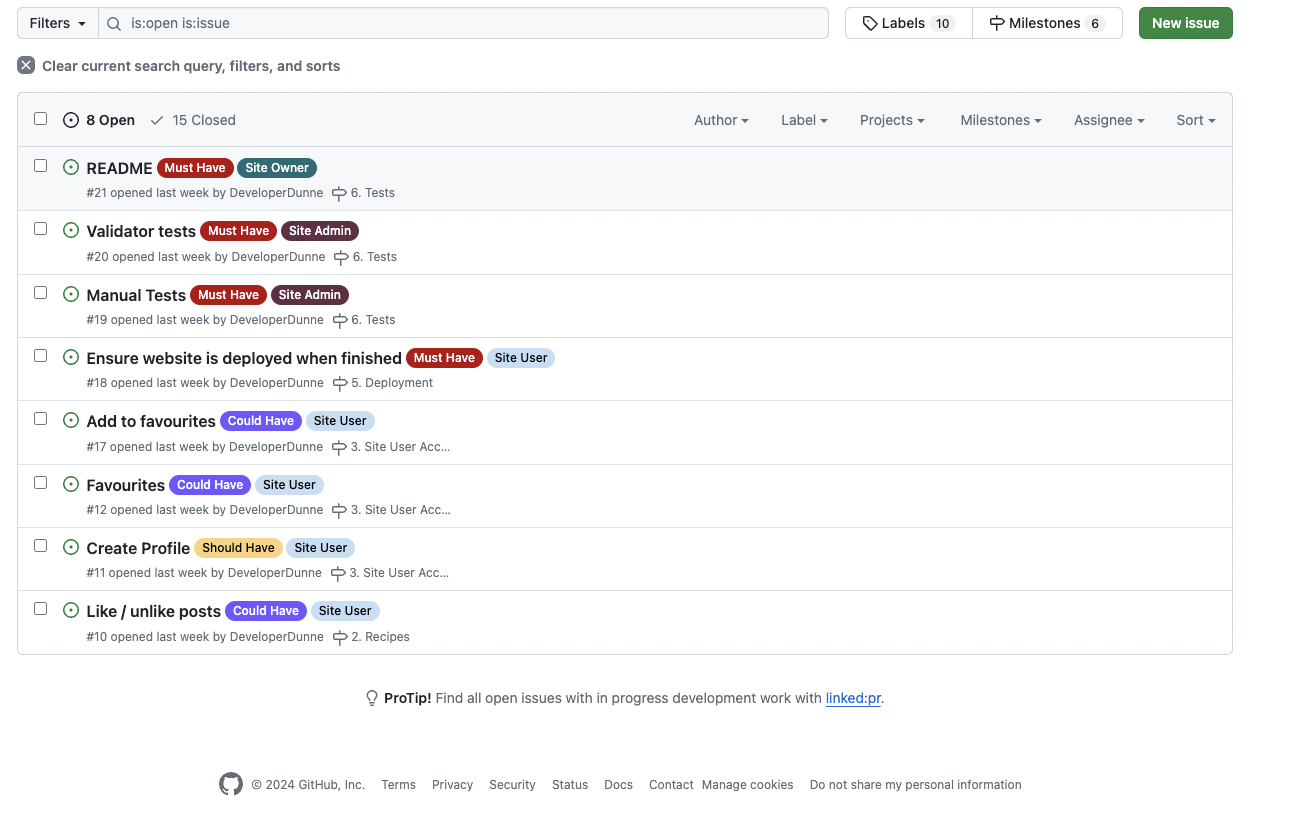 Filters is:open is:issue Labels 10 Milestones 6 New issue
Clear current search query, filters, and sorts
8 Open 15 Closed Author Label Projects Milestones Assignee Sort
README Must Have Site Owner
#21 opened last week by DeveloperDunne 6. Tests
Validator tests Must Have Site Admin
#20 opened last week by DeveloperDunne 6. Tests
Manual Tests Must Have Site Admin
#19 opened last week by DeveloperDunne 6. Tests
Ensure website is deployed when finished Must Have Site User
#18 opened last week by DeveloperDunne 5. Deployment
Add to favourites Could Have Site User
#17 opened last week by DeveloperDunne 3. Site User Acc...
Favourites Could Have Site User
#12 opened last week by DeveloperDunne 3. Site User Acc...
Create Profile Should Have Site User
#11 opened last week by DeveloperDunne 3. Site User Acc...
Like / unlike posts Could Have Site User
#10 opened last week by DeveloperDunne 2. Recipes
ProTip! Find all open issues with in progress development work with linked:pr.
© 2024 GitHub, Inc. Terms Privacy Security Status Docs Contact Manage cookies Do not share my personal information